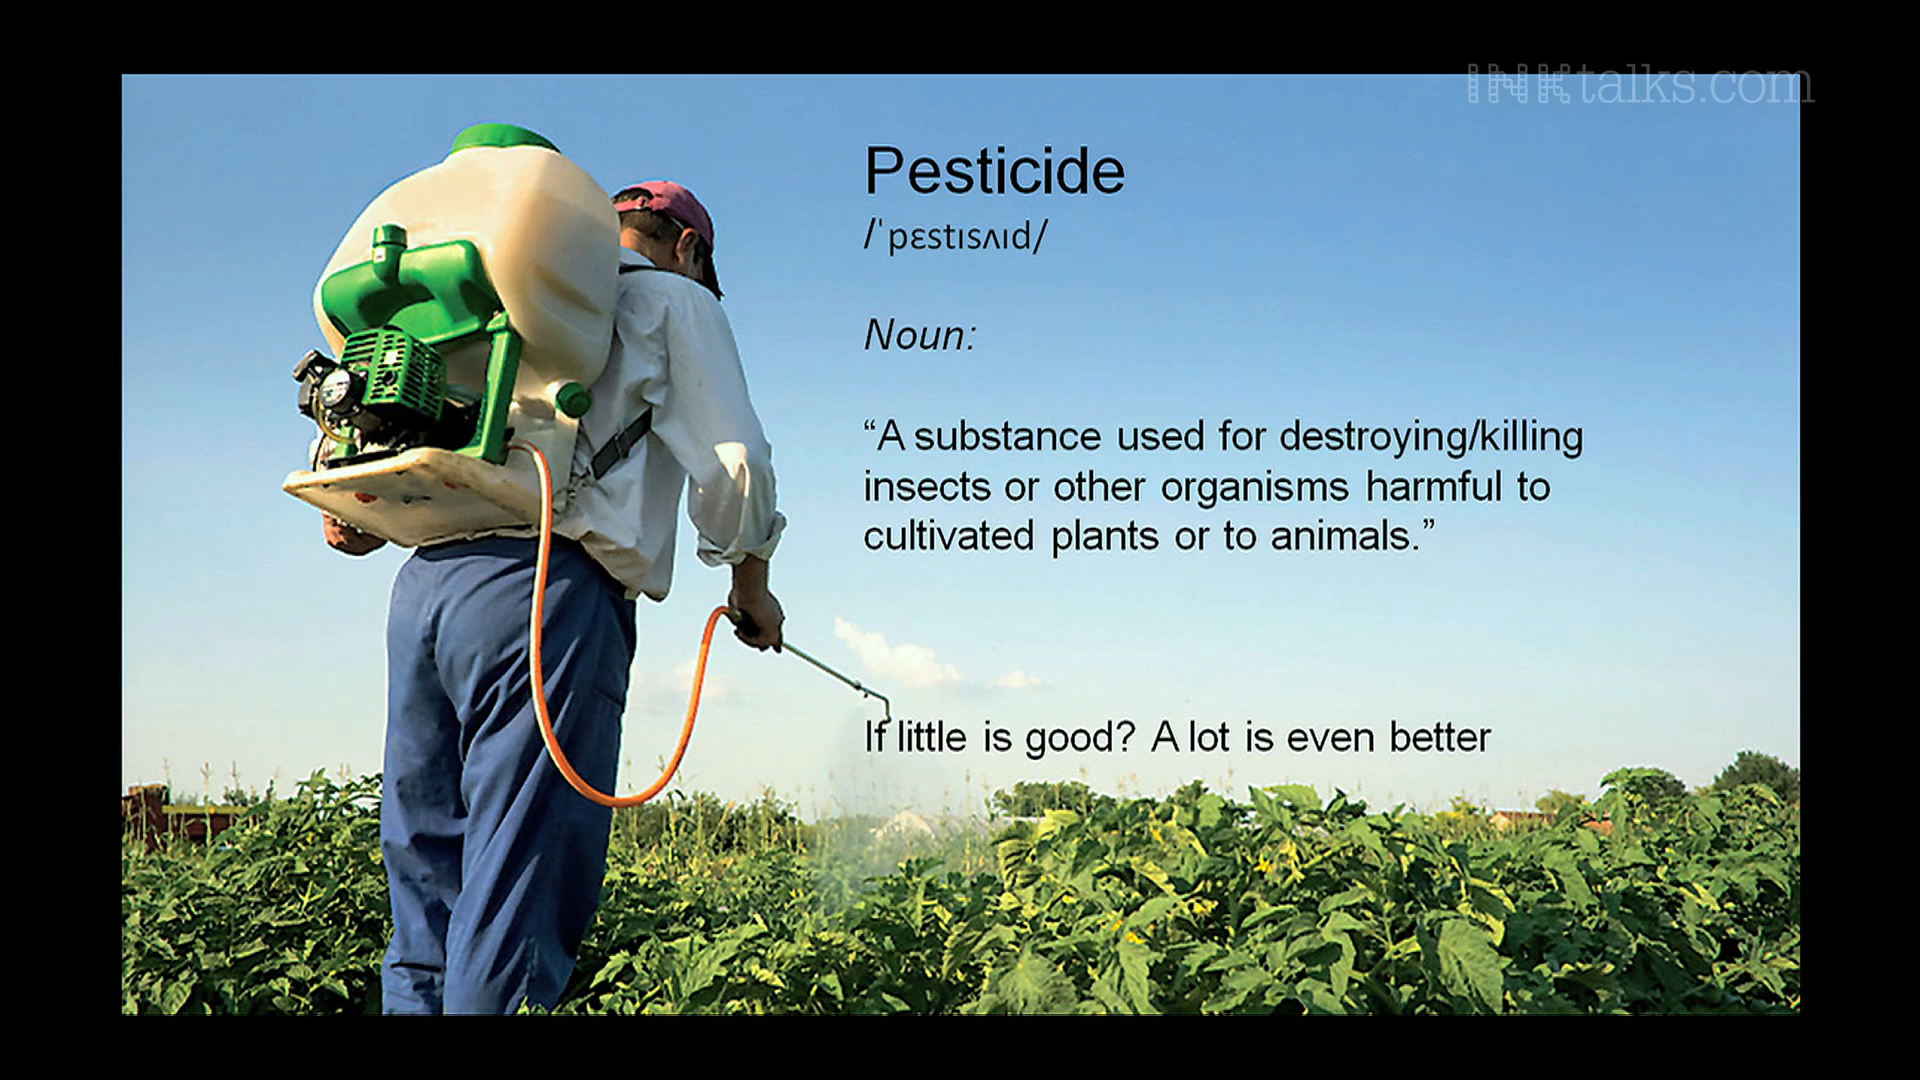 INKtalks.com
Pesticide
/ˈpɛstɪsʌɪd/
Noun:
“A substance used for destroying/killing
insects or other organisms harmful to
cultivated plants or to animals.”
If little is good? A lot is even better